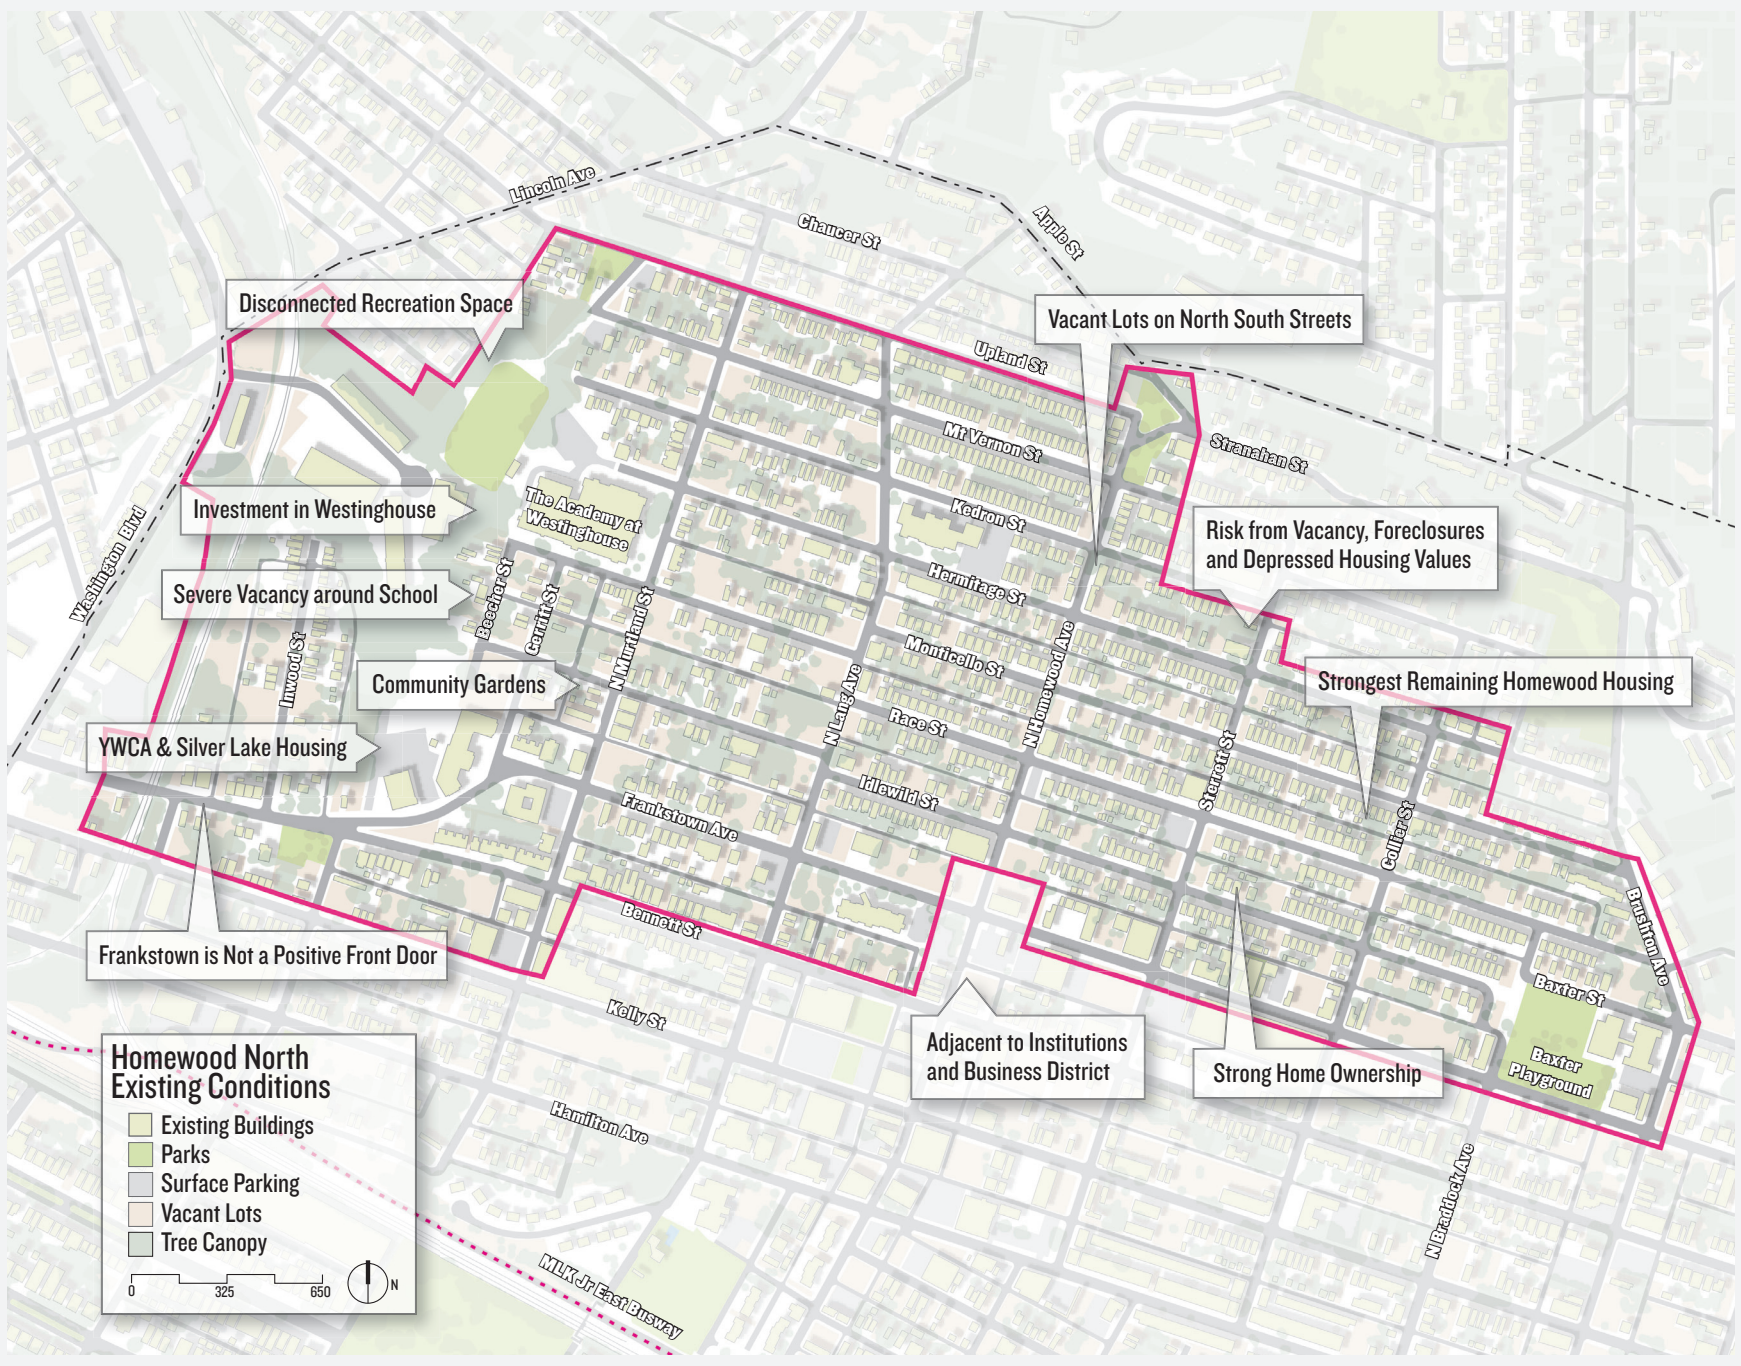 Lincoln Ave
Chaucer St
Apple St
Disconnected Recreation Space
Vacant Lots on North South Streets
Upland St
Mt Vernon St
Stranahan St
Investment in Westinghouse
The Academy at
Westinghouse
Kedron St
Risk from Vacancy, Foreclosures
and Depressed Housing Values
Washington Blvd
Severe Vacancy around School
Beecher St
Gerritt St
N Murtland St
Hermitage St
Inwood St
Community Gardens
Monticello St
N Lang Ave
N Homewood Ave
Strongest Remaining Homewood Housing
Race St
YWCA & Silver Lake Housing
Idlewild St
Sterrett St
Frankstown Ave
Collier St
Brushton Ave
Bennett St
Frankstown is Not a Positive Front Door
Baxter St
Kelly St
Adjacent to Institutions
and Business District
Strong Home Ownership
Baxter
Playground
Hamilton Ave
N Braddock Ave
MLK Jr East Busway
Homewood North
Existing Conditions
Existing Buildings
Parks
Surface Parking
Vacant Lots
Tree Canopy
0 325 650 N